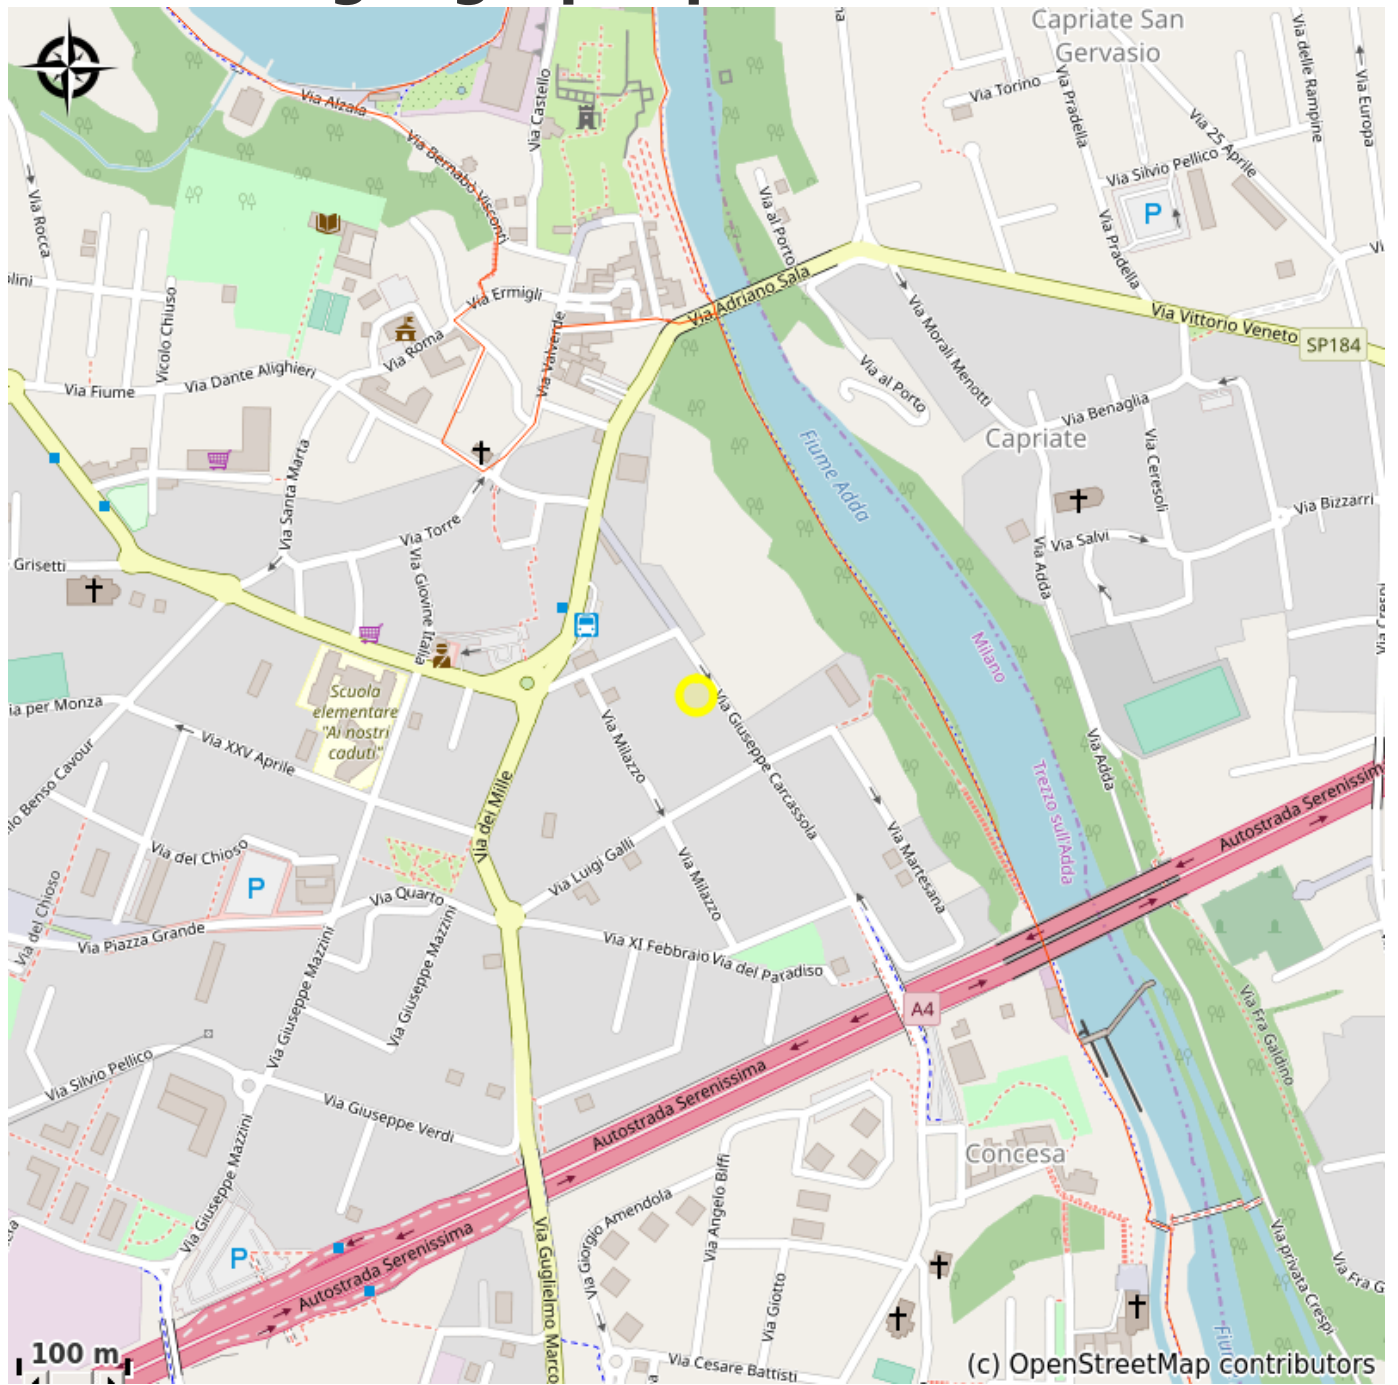 Capriate San
Gervasio
Via Torino
Via Pradella
Via delle Rampine
Via Europa
Via 25 Aprile
Via Silvio Pellico
P
Via Pradella
Via Castello
Via Alzaia
Via Bernabò Visconti
Via Rocca
Via al Porto
Via Adriano Sala
Via Ermigli
Vicolo Chiuso
Via Roma
Via Valverde
Via Morali Menotti
Via Vittorio Veneto
SP184
Via Fiume
Via Dante Alighieri
Via al Porto
Via Benaglia
Capriate
Via Ceresoli
Fiume Adda
Via Santa Marta
Via Torre
Via Bizzarri
Via Salvi
Via Adda
Grisetti
Via Giovine Italia
Milano
Scuola
elementare
"Ai nostri
caduti"
ia per Monza
Via XXV Aprile
Via Milazzo
Via Giuseppe Carcassola
Via Adda
Trezzo sull'Adda
Autostrada Serenissima
lo Benso Cavour
Via dei Mille
Via del Chioso
P
Via Luigi Galli
Via Milazzo
Via Martesana
Via Quarto
Via del Chioso
Via Piazza Grande
Via Giuseppe Mazzini
Via Giuseppe Mazzini
Via XI Febbraio
Via del Paradiso
A4
Via Fra Galdino
Via Silvio Pellico
Via Giuseppe Verdi
Autostrada Serenissima
Concesa
Via Giuseppe Mazzini
Via Giorgio Amendola
Via Angelo Biffi
P
Autostrada Serenissima
Via Guglielmo Marco
Via Giotto
Via privata Crespi
Via Fra G
Fiur
Via Cesare Battisti
100 m
(c) OpenStreetMap contributors